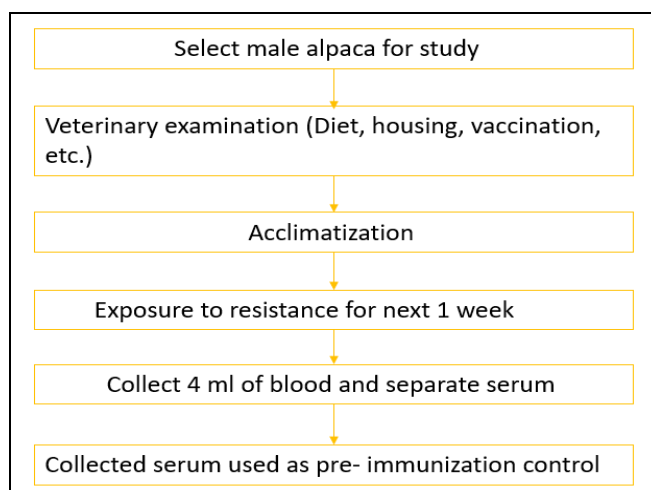 Select male alpaca for study
Veterinary examination (Diet, housing, vaccination,
etc.)
Acclimatization
Exposure to resistance for next 1 week
Collect 4 ml of blood and separate serum
Collected serum used as pre- immunization control